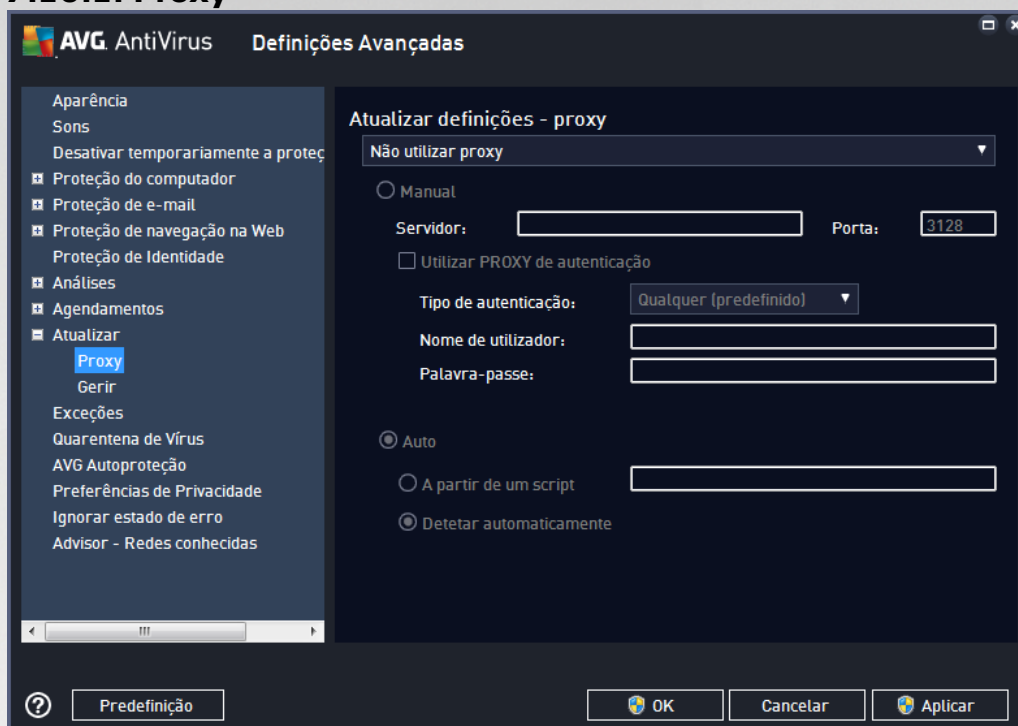 AVG. AntiVirus Definições Avançadas
Aparência
Sons
Desativar temporariamente a proteç
Proteção do computador
Proteção de e-mail
Proteção de navegação na Web
Proteção de Identidade
Análises
Agendamentos
Atualizar
Proxy
Gerir
Exceções
Quarentena de Vírus
AVG Autoproteção
Preferências de Privacidade
Ignorar estado de erro
Advisor - Redes conhecidas
Atualizar definições - proxy
Não utilizar proxy
Manual
Servidor: Porta: 3128
Utilizar PROXY de autenticação
Tipo de autenticação: Qualquer (predefinido)
Nome de utilizador:
Palavra-passe:
Auto
A partir de um script
Detetar automaticamente
? Predefinição OK Cancelar Aplicar